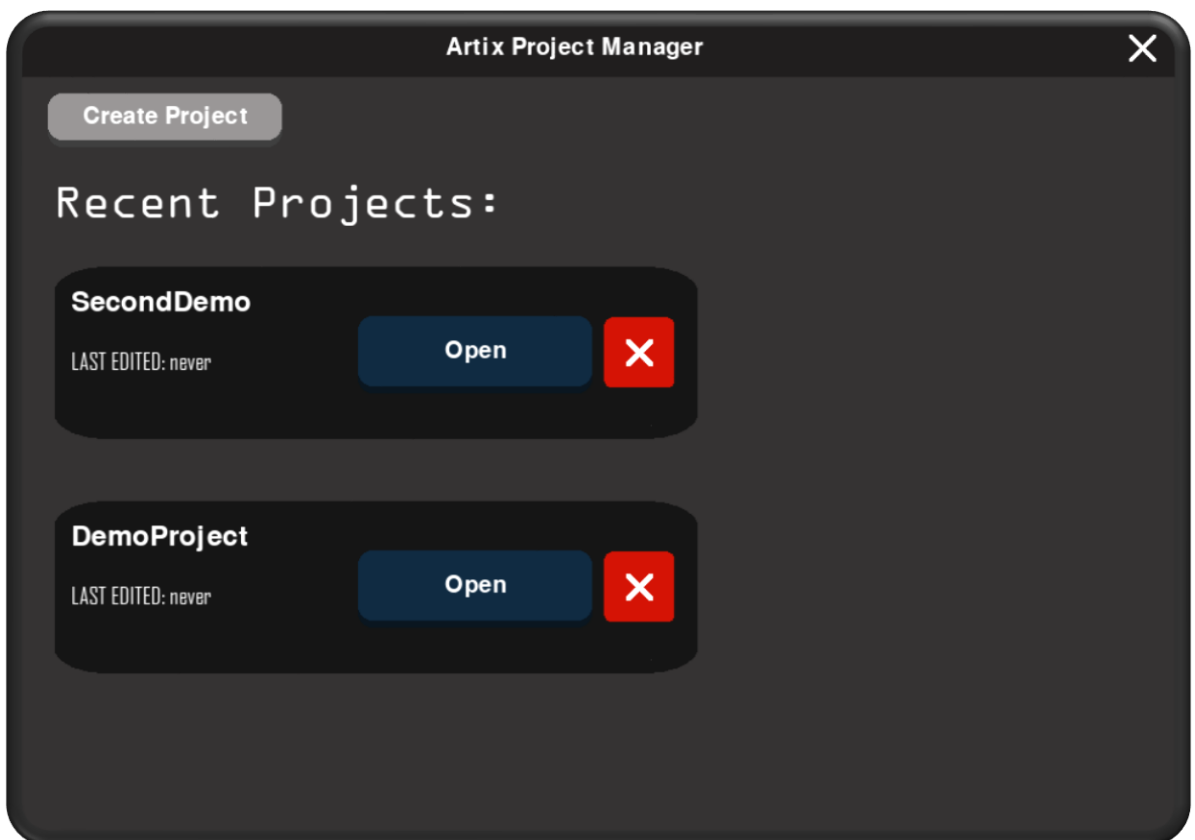 Artix Project Manager
Create Project
Recent Projects:
SecondDemo
LAST EDITED: never
Open
DemoProject
LAST EDITED: never
Open